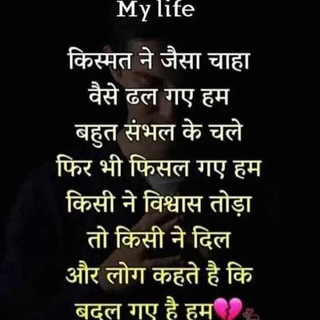 My life
किस्मत ने जैसा चाहा
वैसे ढल गए हम
बहुत संभल के चले
फिर भी फिसल गए हम
किसी ने विश्वास तोड़ा
तो किसी ने दिल
और लोग कहते है कि
बदल गए है हम💔🥀